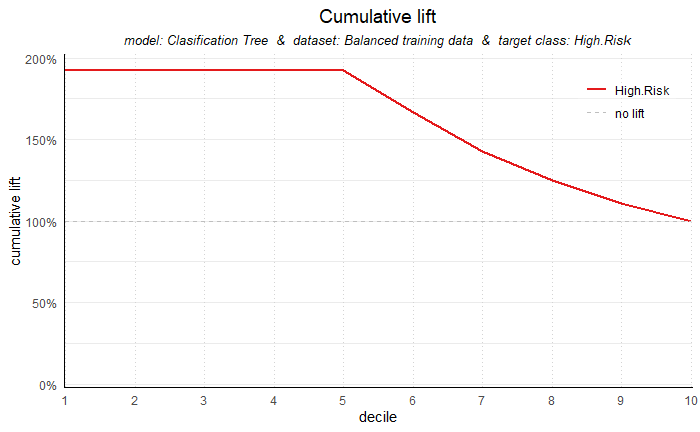 Cumulative lift
model: Clasification Tree & dataset: Balanced training data & target class: High.Risk
200%
150%
100%
50%
0%
cumulative lift
High.Risk
no lift
1 2 3 4 5 6 7 8 9 10
decile